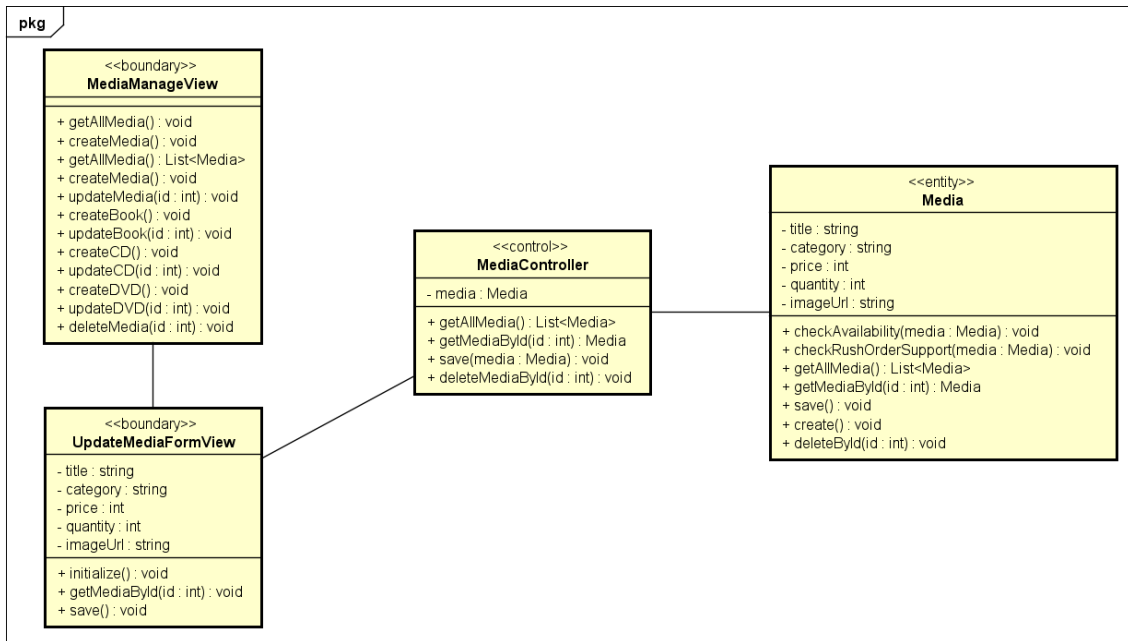 pkg
<<boundary>>
MediaManageView
+ getAllMedia() : void
+ createMedia() : void
+ getAllMedia() : List<Media>
+ createMedia() : void
+ updateMedia(id : int) : void
+ createBook() : void
+ updateBook(id : int) : void
+ createCD() : void
+ updateCD(id : int) : void
+ createDVD() : void
+ updateDVD(id : int) : void
+ deleteMedia(id : int) : void
<<boundary>>
UpdateMediaFormView
- title : string
- category : string
- price : int
- quantity : int
- imageUrl : string
+ initialize() : void
+ getMediaById(id : int) : void
+ save() : void
<<control>>
MediaController
- media : Media
+ getAllMedia() : List<Media>
+ getMediaById(id : int) : Media
+ save(media : Media) : void
+ deleteMediaById(id : int) : void
<<entity>>
Media
- title : string
- category : string
- price : int
- quantity : int
- imageUrl : string
+ checkAvailability(media : Media) : void
+ checkRushOrderSupport(media : Media) : void
+ getAllMedia() : List<Media>
+ getMediaById(id : int) : Media
+ save() : void
+ create() : void
+ deleteById(id : int) : void